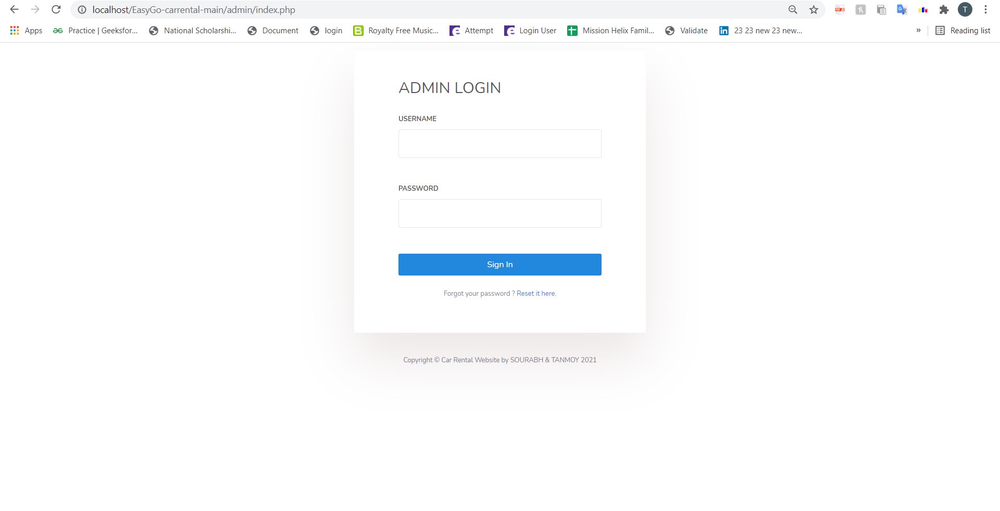 localhost/EasyGo-carrental-main/admin/index.php
T
Apps
Practice | Geeksfor...
National Scholarshi...
Document
login
Royalty Free Music...
Attempt
Login User
Mission Helix Famil...
Validate
23 23 new 23 new...
»
Reading list
ADMIN LOGIN
USERNAME
PASSWORD
Sign In
Forgot your password ? Reset it here.
Copyright © Car Rental Website by SOURABH & TANMOY 2021